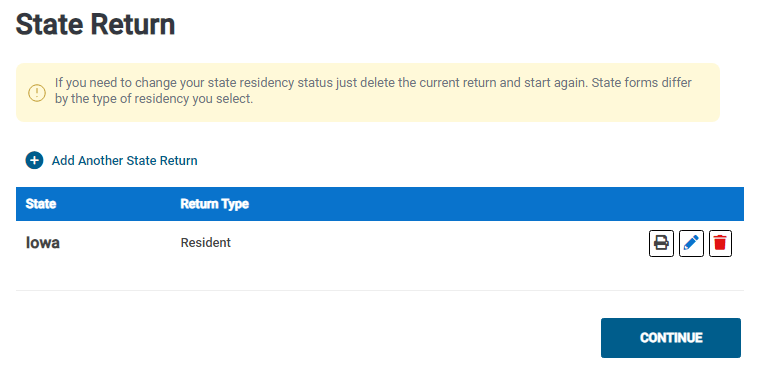 State Return
If you need to change your state residency status just delete the current return and start again. State forms differ
by the type of residency you select.
Add Another State Return
State Return Type
Iowa Resident
CONTINUE